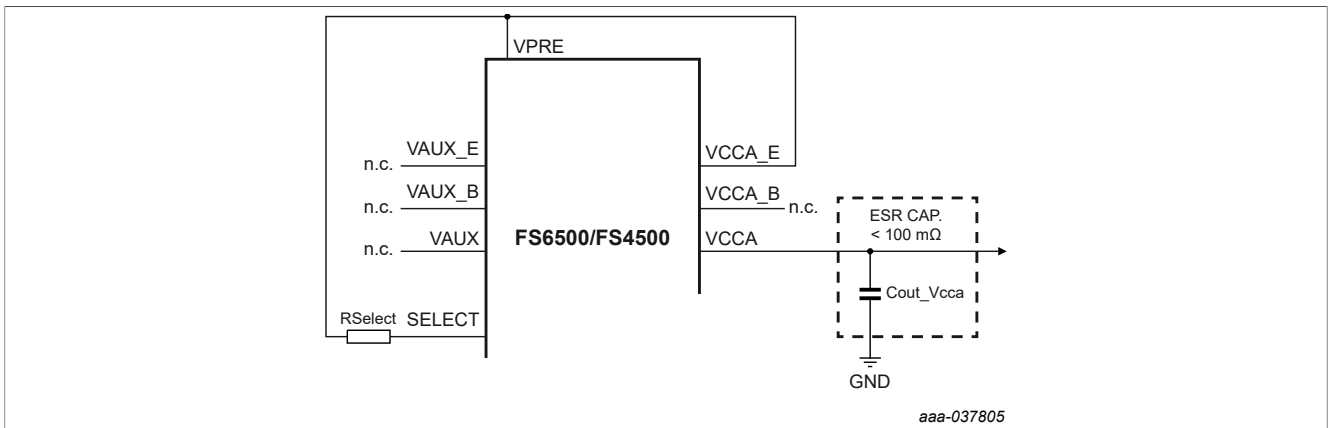 VPRE
VAUX_E
n.c.
VAUX_B
n.c.
VAUX
n.c.
FS6500/FS4500
VCCA_E
VCCA_B
n.c.
VCCA
ESR CAP.
< 100 mΩ
Cout_Vcca
RSelect
SELECT
GND
aaa-037805